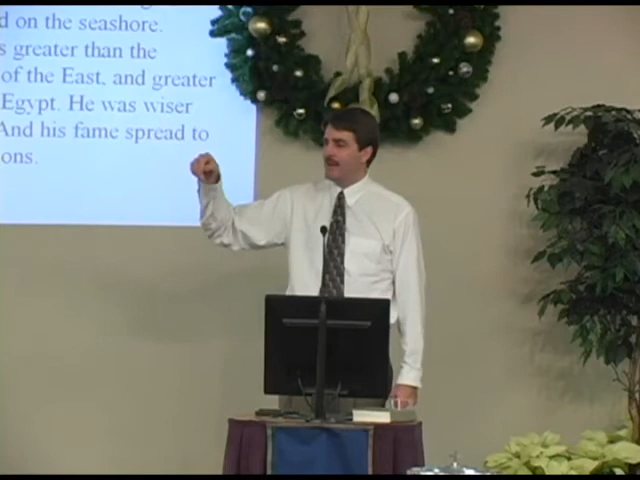 d on the seashore.
s greater than the
of the East, and greater
Egypt. He was wiser
And his fame spread to
ons.